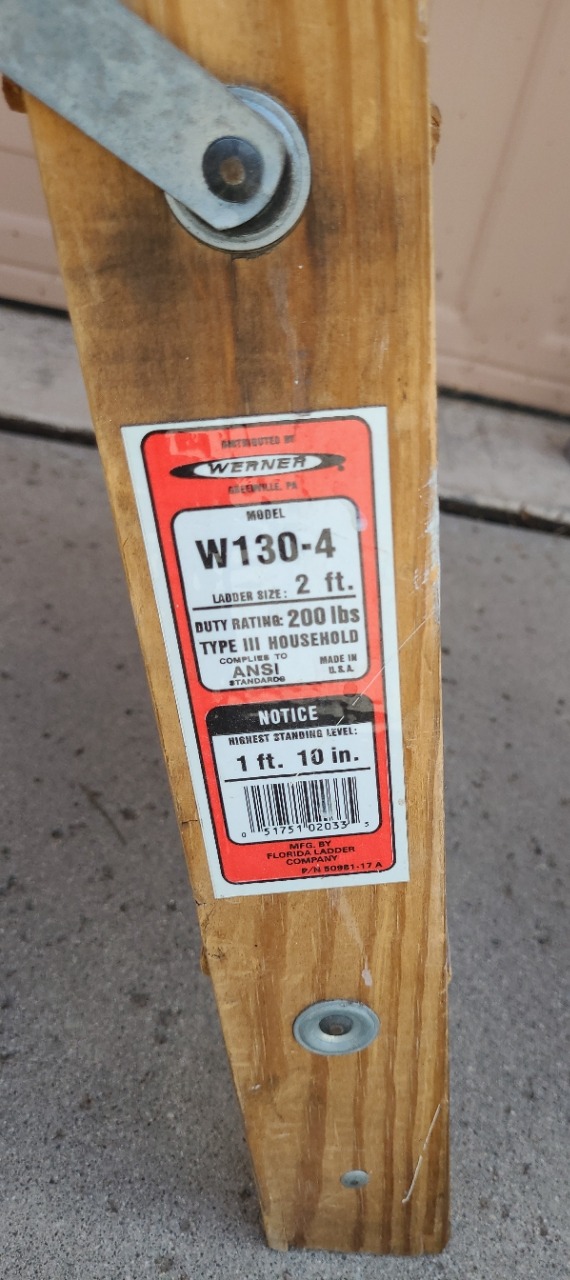 DISTRIBUTED BY
WERNER
GREENVILLE, PA
MODEL
W130-4
LADDER SIZE: 2 ft.
DUTY RATING: 200 lbs
TYPE III HOUSEHOLD
COMPLIES TO
ANSI
STANDARDS
MADE IN
U.S.A.
NOTICE
HIGHEST STANDING LEVEL:
1 ft. 10 in.
0 51751 02033 5
MFG. BY
FLORIDA LADDER
COMPANY
P/N 50981-17 A